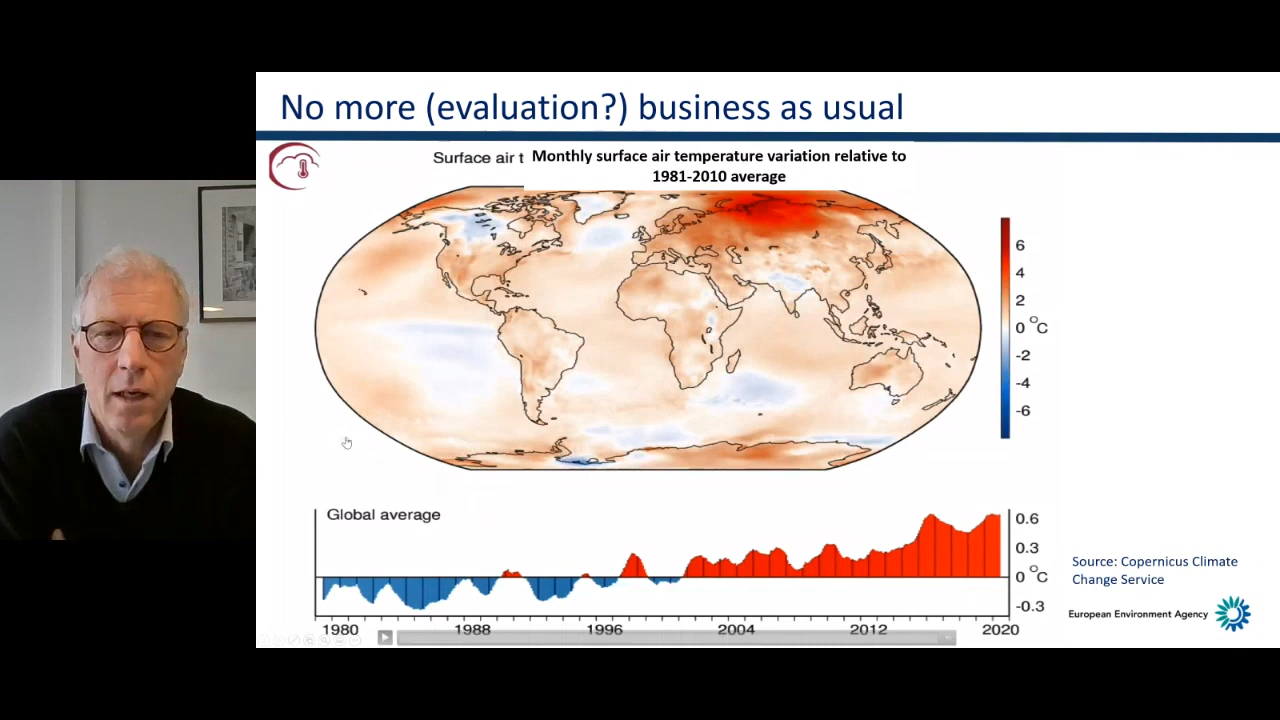 No more (evaluation?) business as usual
Surface air t
Monthly surface air temperature variation relative to
1981-2010 average
6
4
2
0 °C
-2
-4
-6
Global average
0.6
0.3
0 °C
-0.3
1980 1988 1996 2004 2012 2020
Source: Copernicus Climate
Change Service
European Environment Agency